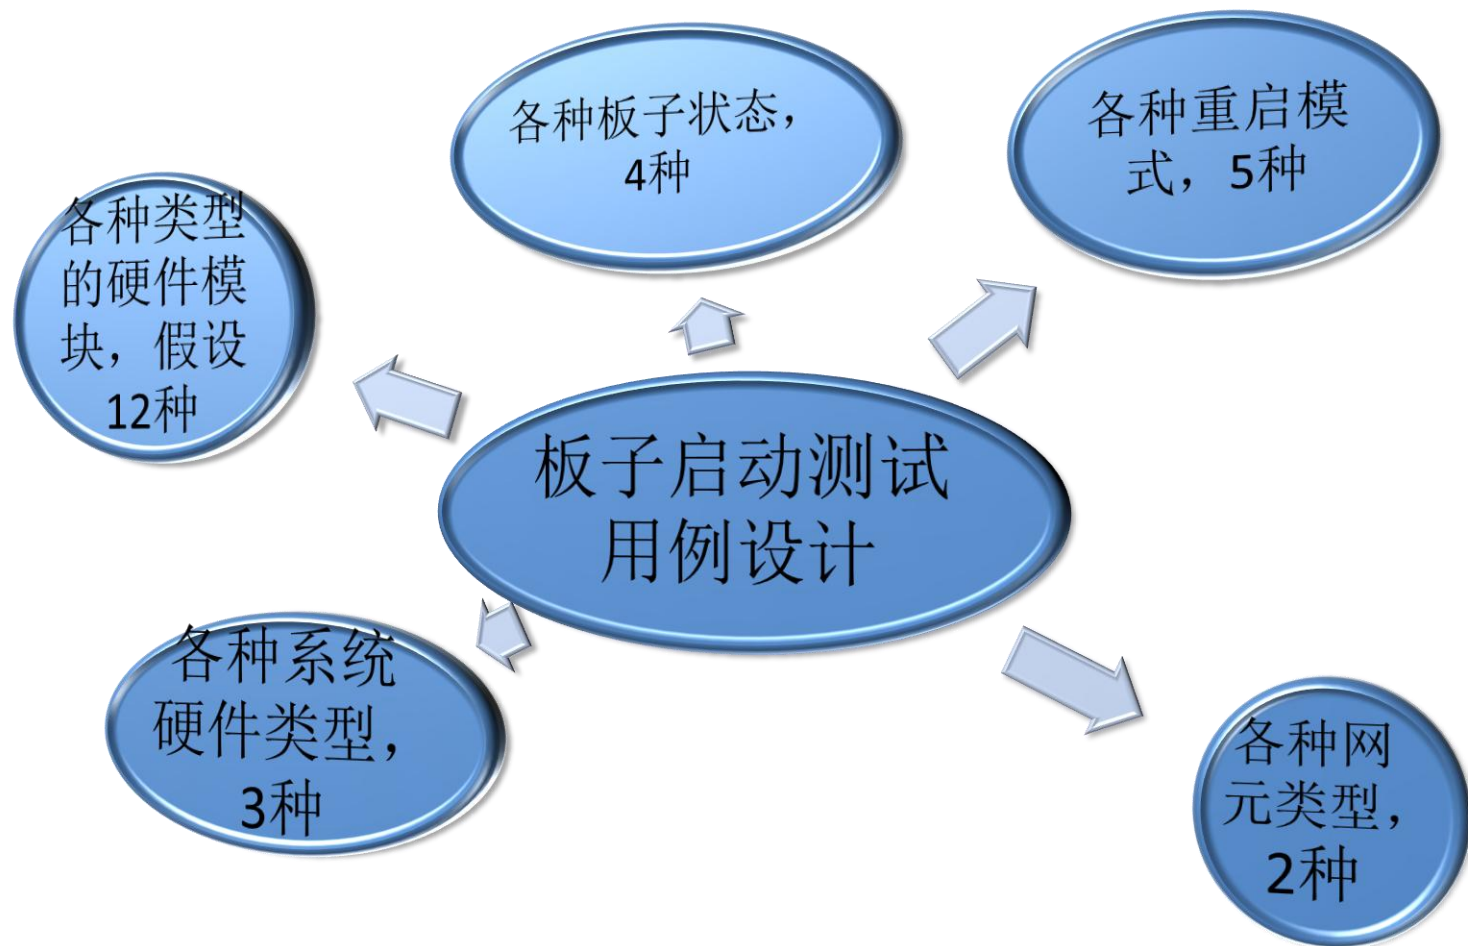 各种板子状态，
4种
各种重启模
式，5种
各种类型
的硬件模
块，假设
12种
板子启动测试
用例设计
各种系统
硬件类型，
3种
各种网
元类型，
2种